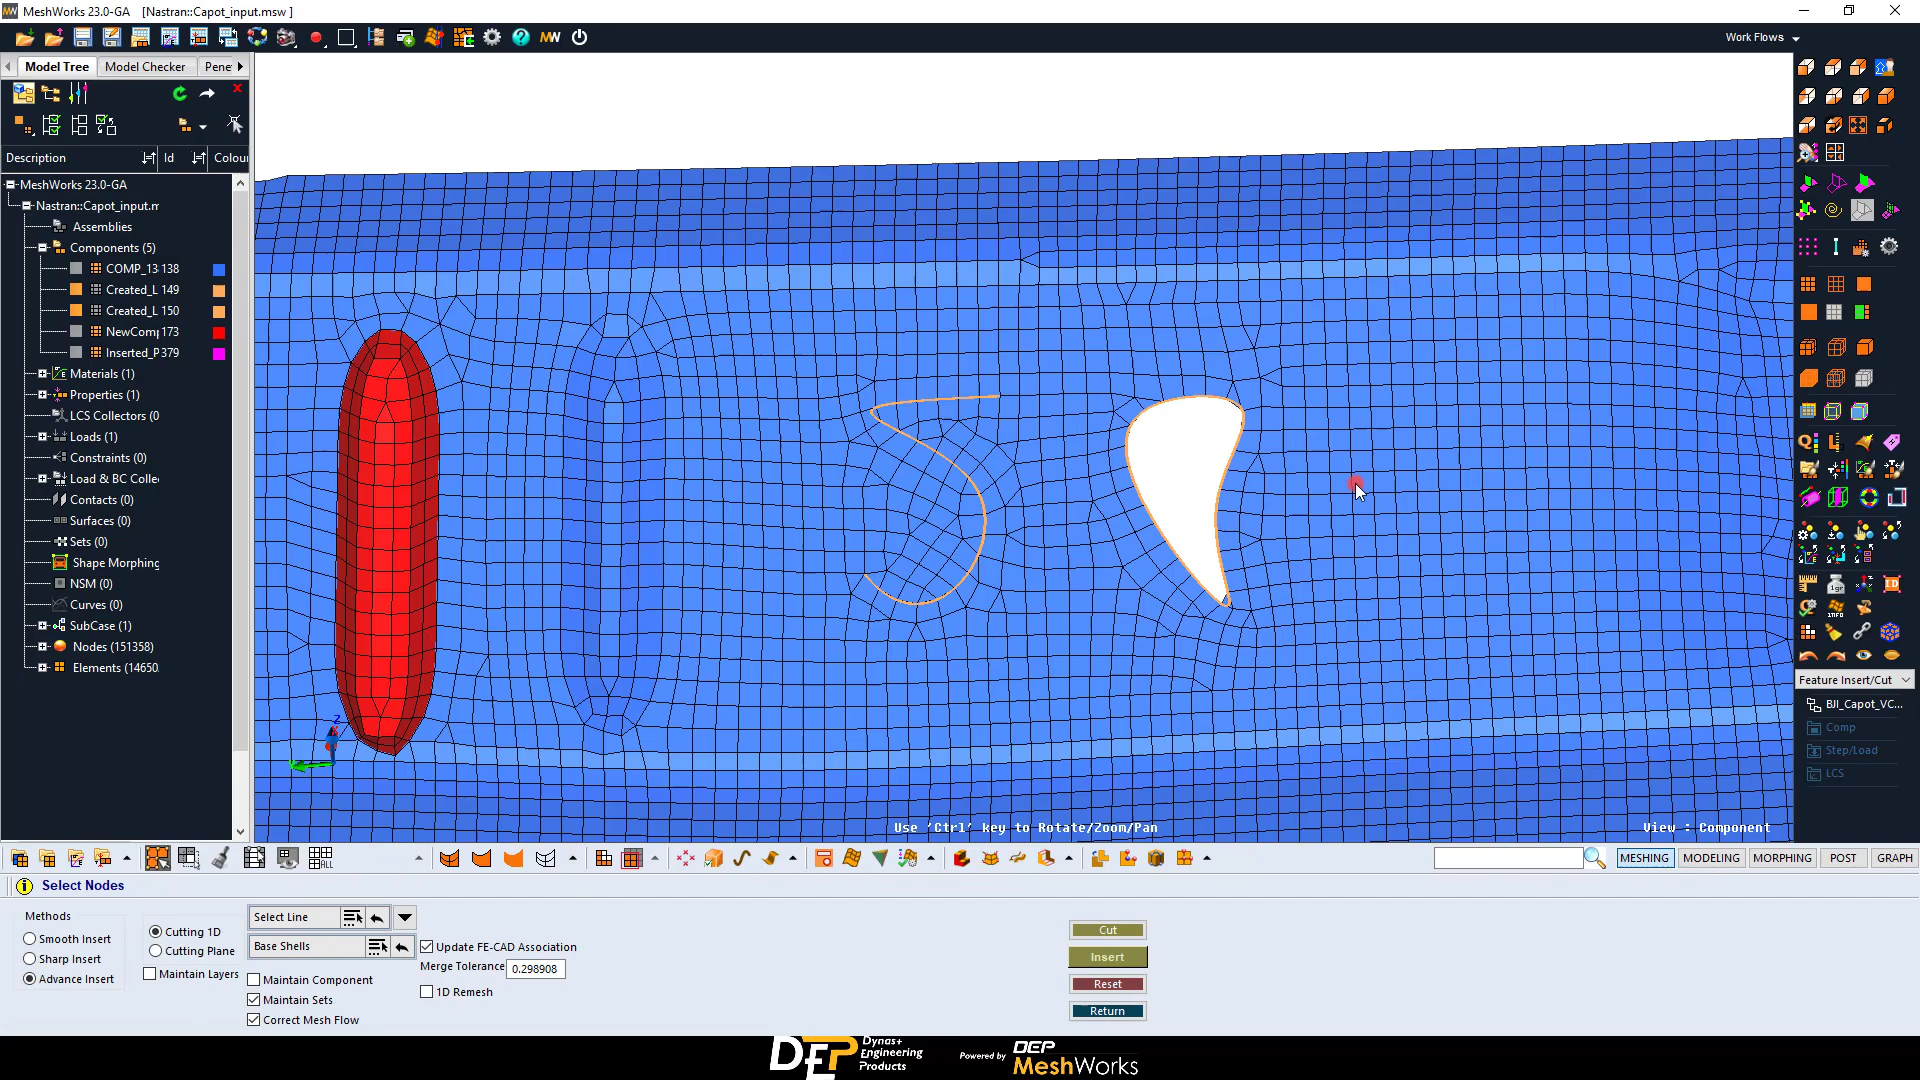 MeshWorks 23.0-GA [Nastran::Capot_input.msw ]
MW
Work Flows
Model Tree
Model Checker
Pene
Description
Id
Colou
MeshWorks 23.0-GA
Nastran::Capot_input.m
Assemblies
Components (5)
COMP_13 138
Created_L 149
Created_L 150
NewComp 173
Inserted_P 379
Materials (1)
Properties (1)
LCS Collectors (0
Loads (1)
Constraints (0)
Load & BC Colle
Contacts (0)
Surfaces (0)
Sets (0)
Shape Morphing
NSM (0)
Curves (0)
SubCase (1)
Nodes (151358)
Elements (14650
Z
Use 'Ctrl' key to Rotate/Zoom/Pan
View : Component
Feature Insert/Cut
BJI_Capot_VC...
Comp
Step/Load
LCS
ALL
MESHING
MODELING
MORPHING
POST
GRAPH
Select Nodes
Methods
Smooth Insert
Sharp Insert
Advance Insert
Cutting 1D
Cutting Plane
Maintain Layers
Select Line
Base Shells
Maintain Component
Maintain Sets
Correct Mesh Flow
Update FE-CAD Association
Merge Tolerance 0.298908
1D Remesh
Cut
Insert
Reset
Return
DEP Dynas+ Engineering Products
Powered by DEP MeshWorks